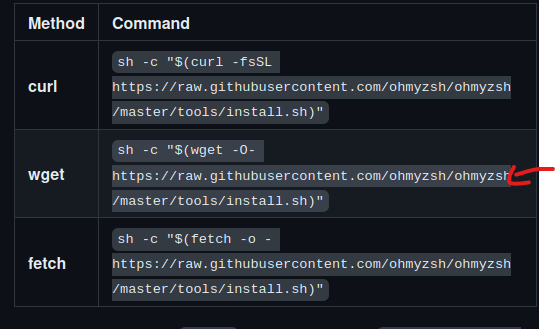 Method Command
sh -c "$(curl -fsSL
curl https://raw.githubusercontent.com/ohmyzsh/ohmyzsh
/master/tools/install.sh)"
sh -c "$(wget -O-
wget https://raw.githubusercontent.com/ohmyzsh/ohmyzsh
/master/tools/install.sh)"
sh -c "$(fetch -o -
fetch https://raw.githubusercontent.com/ohmyzsh/ohmyzsh
/master/tools/install.sh)"